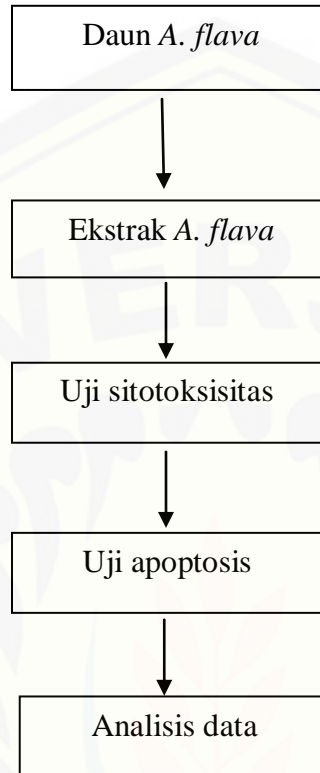 Daun A. flava
Ekstrak A. flava
Uji sitotoksisitas
Uji apoptosis
Analisis data